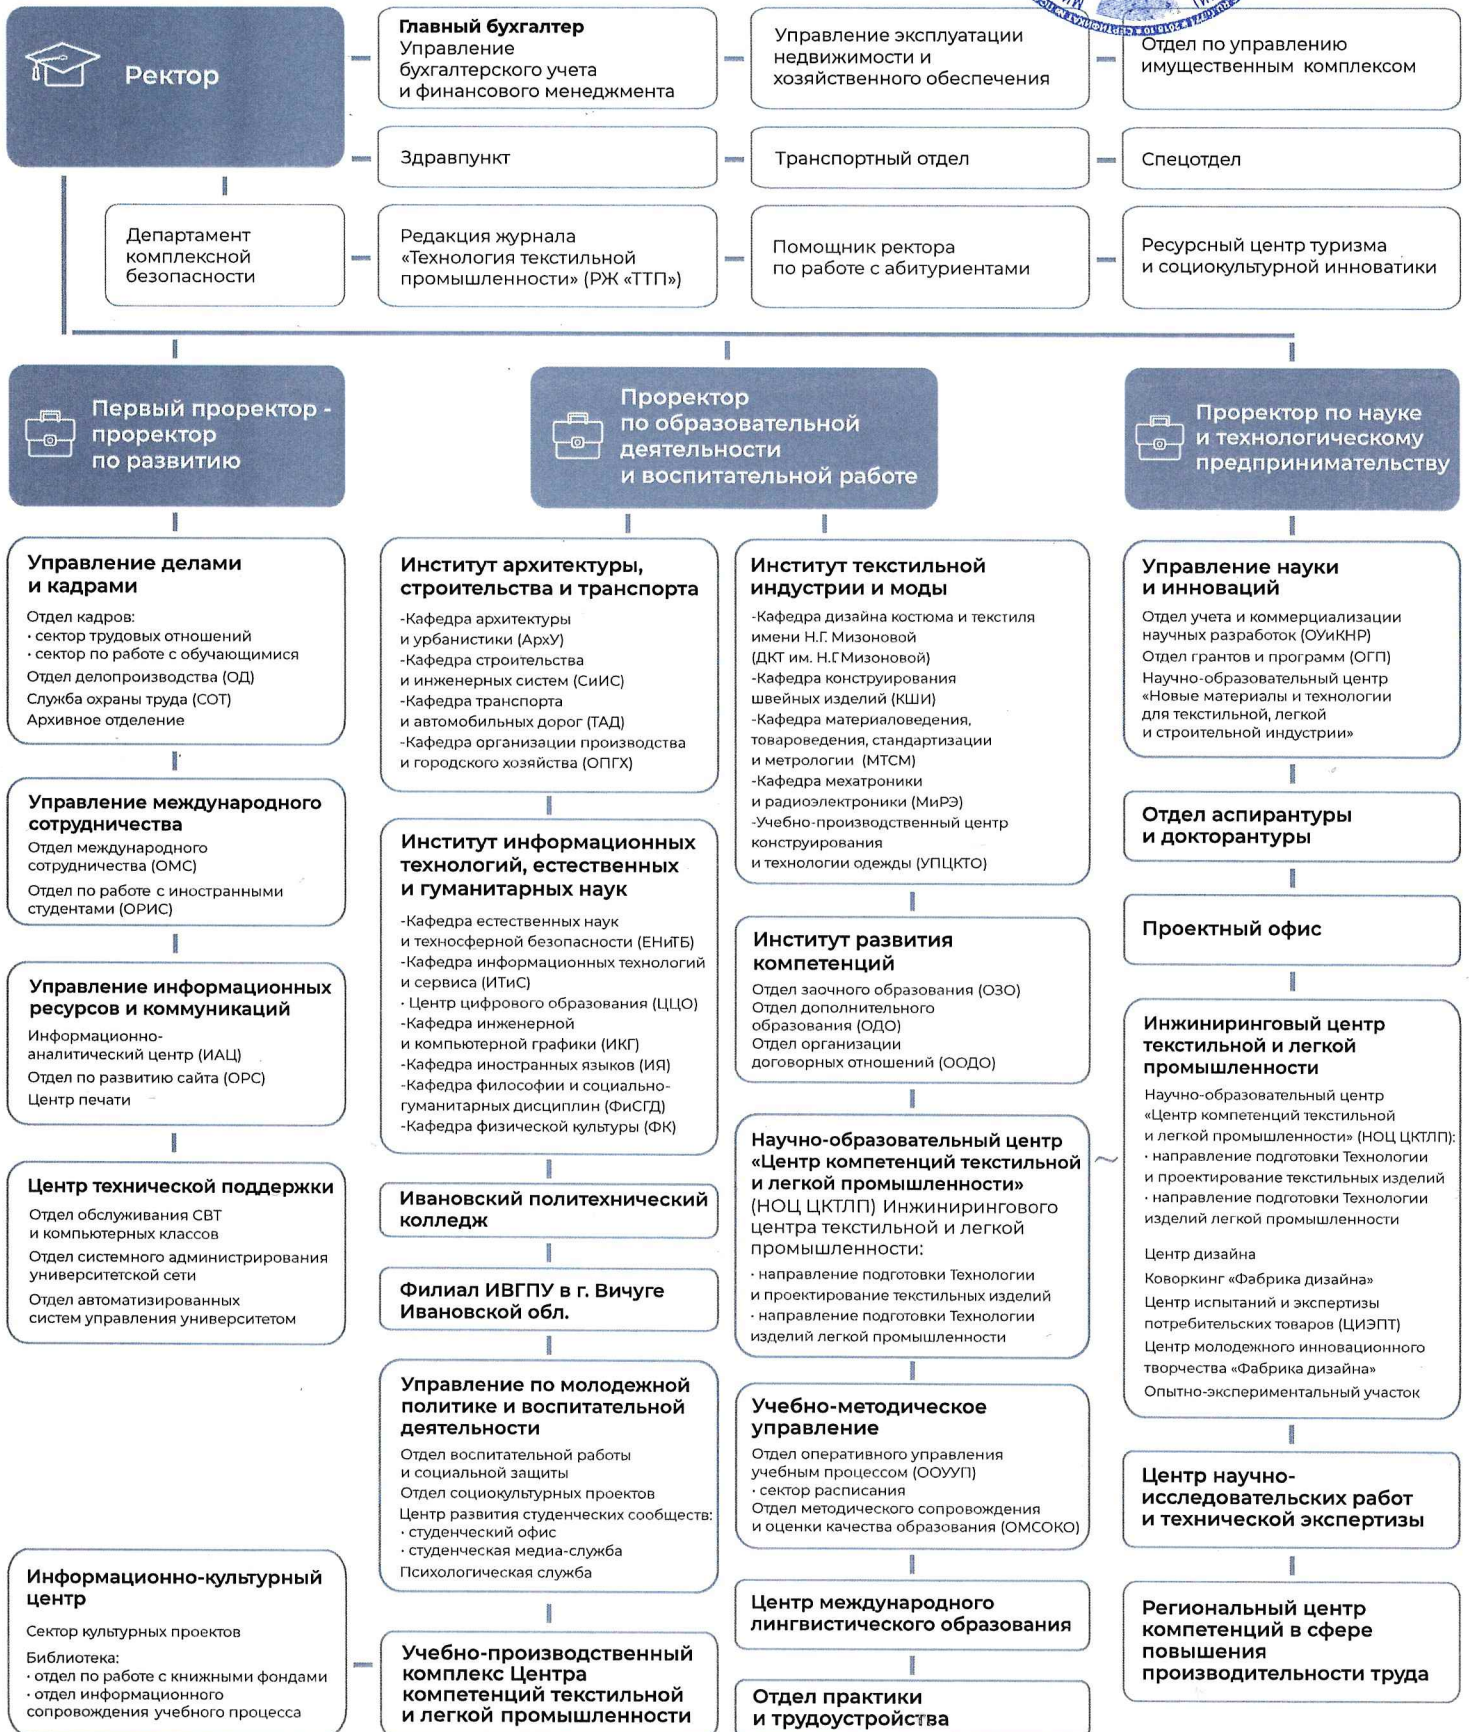 Ректор
Главный бухгалтер
Управление
бухгалтерского учета
и финансового менеджмента
Управление эксплуатации
недвижимости и
хозяйственного обеспечения
Отдел по управлению
имущественным комплексом
Здравпункт
Транспортный отдел
Спецотдел
Департамент
комплексной
безопасности
Редакция журнала
«Технология текстильной
промышленности» (РЖ «ТТП»)
Помощник ректора
по работе с абитуриентами
Ресурсный центр туризма
и социокультурной инноватики
Первый проректор -
проректор
по развитию
Проректор
по образовательной
деятельности
и воспитательной работе
Проректор по науке
и технологическому
предпринимательству
Управление делами
и кадрами
Отдел кадров:
· сектор трудовых отношений
· сектор по работе с обучающимися
Отдел делопроизводства (ОД)
Служба охраны труда (СОТ)
Архивное отделение
Управление международного
сотрудничества
Отдел международного
сотрудничества (ОМС)
Отдел по работе с иностранными
студентами (ОРИС)
Управление информационных
ресурсов и коммуникаций
Информационно-
аналитический центр (ИАЦ)
Отдел по развитию сайта (ОРС)
Центр печати
Центр технической поддержки
Отдел обслуживания СВТ
и компьютерных классов
Отдел системного администрирования
университетской сети
Отдел автоматизированных
систем управления университетом
Информационно-культурный
центр
Сектор культурных проектов
Библиотека:
· отдел по работе с книжными фондами
· отдел информационного
сопровождения учебного процесса
Институт архитектуры,
строительства и транспорта
-Кафедра архитектуры
и урбанистики (АрхУ)
-Кафедра строительства
и инженерных систем (СиИС)
-Кафедра транспорта
и автомобильных дорог (ТАД)
-Кафедра организации производства
и городского хозяйства (ОПГХ)
Институт информационных
технологий, естественных
и гуманитарных наук
-Кафедра естественных наук
и техносферной безопасности (ЕНиТБ)
-Кафедра информационных технологий
и сервиса (ИТиС)
· Центр цифрового образования (ЦЦО)
-Кафедра инженерной
и компьютерной графики (ИКГ)
-Кафедра иностранных языков (ИЯ)
-Кафедра философии и социально-
гуманитарных дисциплин (ФиСГД)
-Кафедра физической культуры (ФК)
Ивановский политехнический
колледж
Филиал ИВГПУ в г. Вичуге
Ивановской обл.
Управление по молодежной
политике и воспитательной
деятельности
Отдел воспитательной работы
и социальной защиты
Отдел социокультурных проектов
Центр развития студенческих сообществ:
· студенческий офис
· студенческая медиа-служба
Психологическая служба
Учебно-производственный
комплекс Центра
компетенций текстильной
и легкой промышленности
Институт текстильной
индустрии и моды
-Кафедра дизайна костюма и текстиля
имени Н.Г. Мизоновой
(ДКТ им. Н.Г.Мизоновой)
-Кафедра конструирования
швейных изделий (КШИ)
-Кафедра материаловедения,
товароведения, стандартизации
и метрологии (МТСМ)
-Кафедра мехатроники
и радиоэлектроники (МиРЭ)
-Учебно-производственный центр
конструирования
и технологии одежды (УПЦКТО)
Институт развития
компетенций
Отдел заочного образования (ОЗО)
Отдел дополнительного
образования (ОДО)
Отдел организации
договорных отношений (ООДО)
Научно-образовательный центр
«Центр компетенций текстильной
и легкой промышленности»
(НОЦ ЦКТЛП) Инжинирингового
центра текстильной и легкой
промышленности:
· направление подготовки Технологии
и проектирование текстильных изделий
· направление подготовки Технологии
изделий легкой промышленности
~
Учебно-методическое
управление
Отдел оперативного управления
учебным процессом (ООУУП)
· сектор расписания
Отдел методического сопровождения
и оценки качества образования (ОМСОКО)
Центр международного
лингвистического образования
Отдел практики
и трудоустройства
Управление науки
и инноваций
Отдел учета и коммерциализации
научных разработок (ОУиКНР)
Отдел грантов и программ (ОГП)
Научно-образовательный центр
«Новые материалы и технологии
для текстильной, легкой
и строительной индустрии»
Отдел аспирантуры
и докторантуры
Проектный офис
Инжиниринговый центр
текстильной и легкой
промышленности
Научно-образовательный центр
«Центр компетенций текстильной
и легкой промышленности» (НОЦ ЦКТЛП):
· направление подготовки Технологии
и проектирование текстильных изделий
· направление подготовки Технологии
изделий легкой промышленности
Центр дизайна
Коворкинг «Фабрика дизайна»
Центр испытаний и экспертизы
потребительских товаров (ЦИЭПТ)
Центр молодежного инновационного
творчества «Фабрика дизайна»
Опытно-экспериментальный участок
Центр научно-
исследовательских работ
и технической экспертизы
Региональный центр
компетенций в сфере
повышения
производительности труда